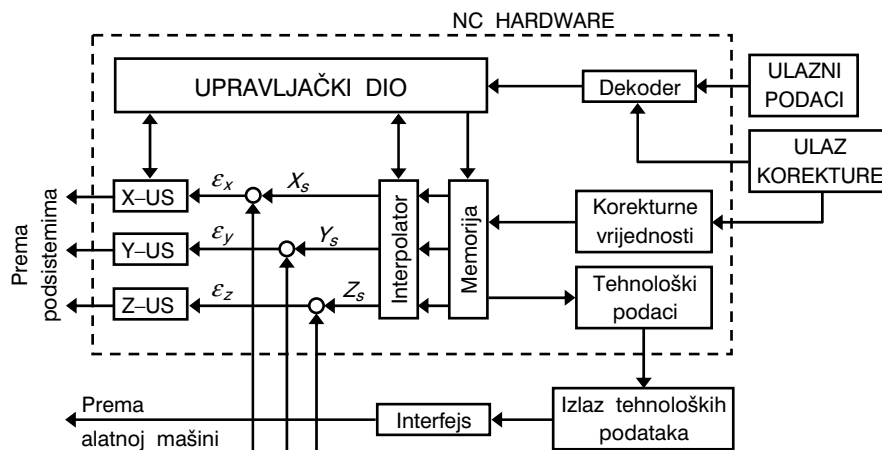 NC HARDWARE
UPRAVLJAČKI DIO
Dekoder
ULAZNI
PODACI
ULAZ
KOREKTURE
X–US
εx
Xs
Y–US
εy
Ys
Z–US
εz
Zs
Interpolator
Memorija
Korekturne
vrijednosti
Tehnološki
podaci
Prema
podsistemima
Prema
alatnoj mašini
Interfejs
Izlaz tehnoloških
podataka